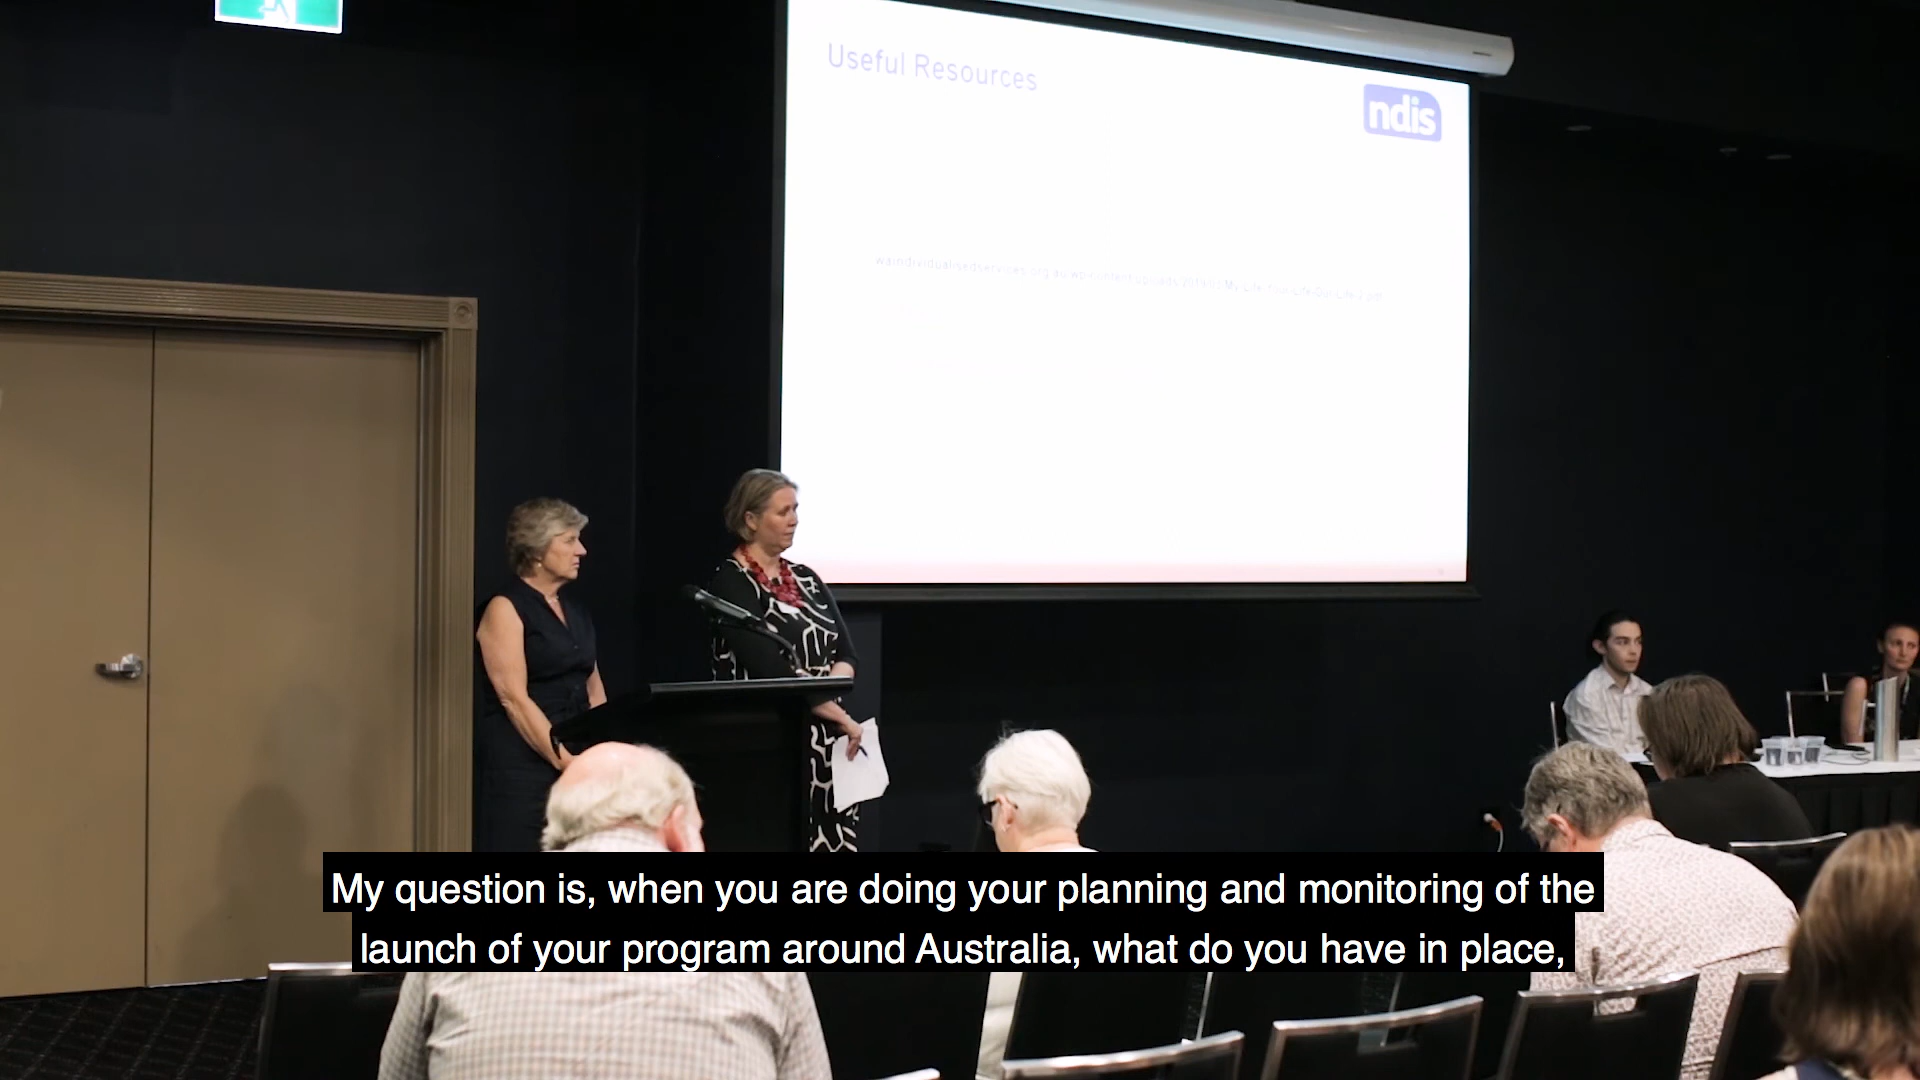 Useful Resources
ndis
My question is, when you are doing your planning and monitoring of the
launch of your program around Australia, what do you have in place,